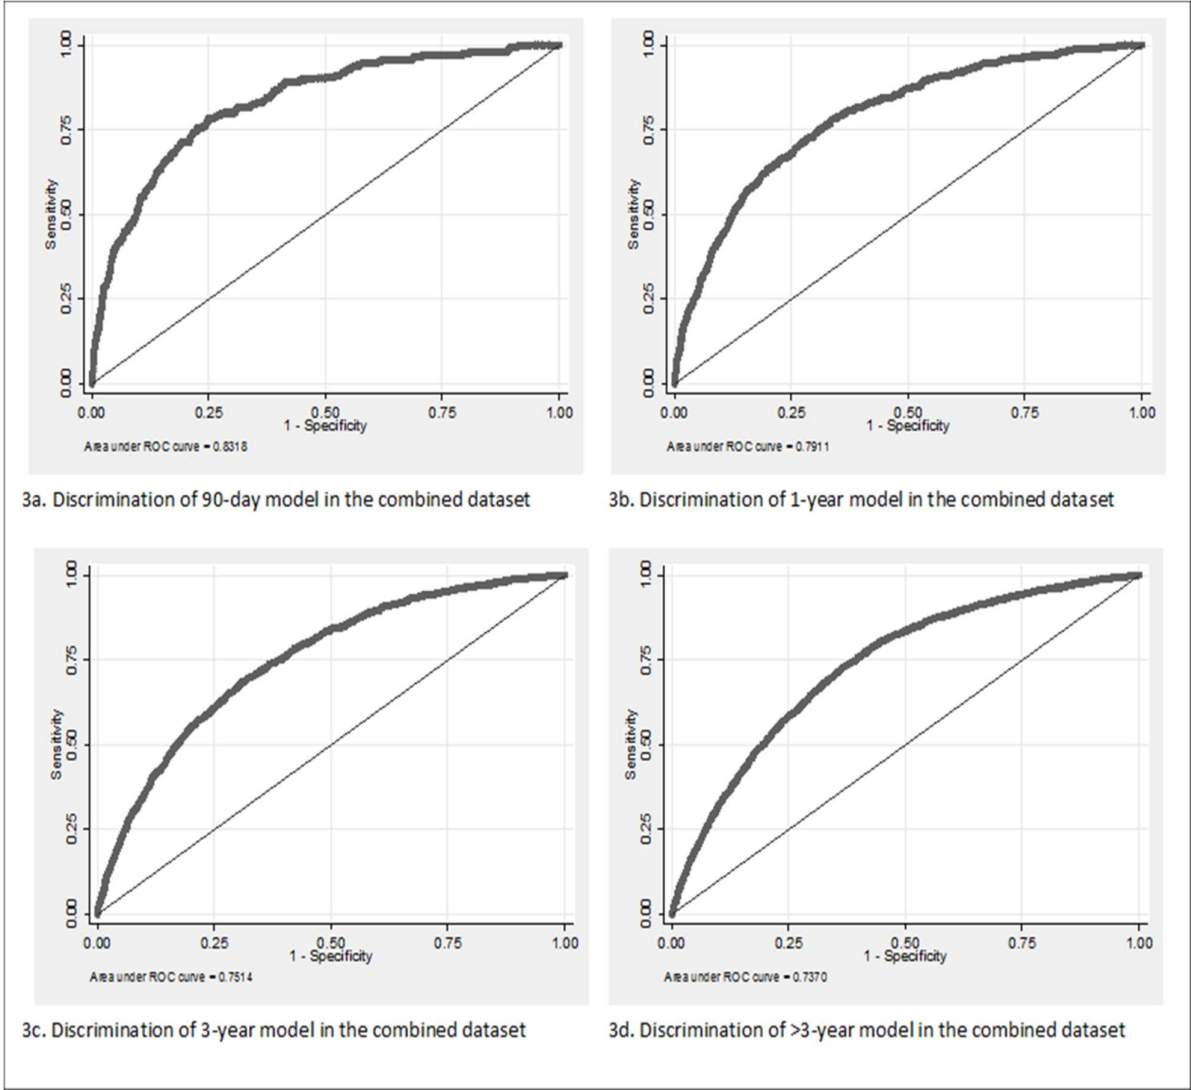 1.00
0.75
0.50
0.25
0.00
Sensitivity
0.00 0.25 0.50 0.75 1.00
1 - Specificity
Area under ROC curve = 0.8318
3a. Discrimination of 90-day model in the combined dataset
1.00
0.75
0.50
0.25
0.00
Sensitivity
0.00 0.25 0.50 0.75 1.00
1 - Specificity
Area under ROC curve = 0.7911
3b. Discrimination of 1-year model in the combined dataset
1.00
0.75
0.50
0.25
0.00
Sensitivity
0.00 0.25 0.50 0.75 1.00
1 - Specificity
Area under ROC curve = 0.7514
3c. Discrimination of 3-year model in the combined dataset
1.00
0.75
0.50
0.25
0.00
Sensitivity
0.00 0.25 0.50 0.75 1.00
1 - Specificity
Area under ROC curve = 0.7370
3d. Discrimination of >3-year model in the combined dataset